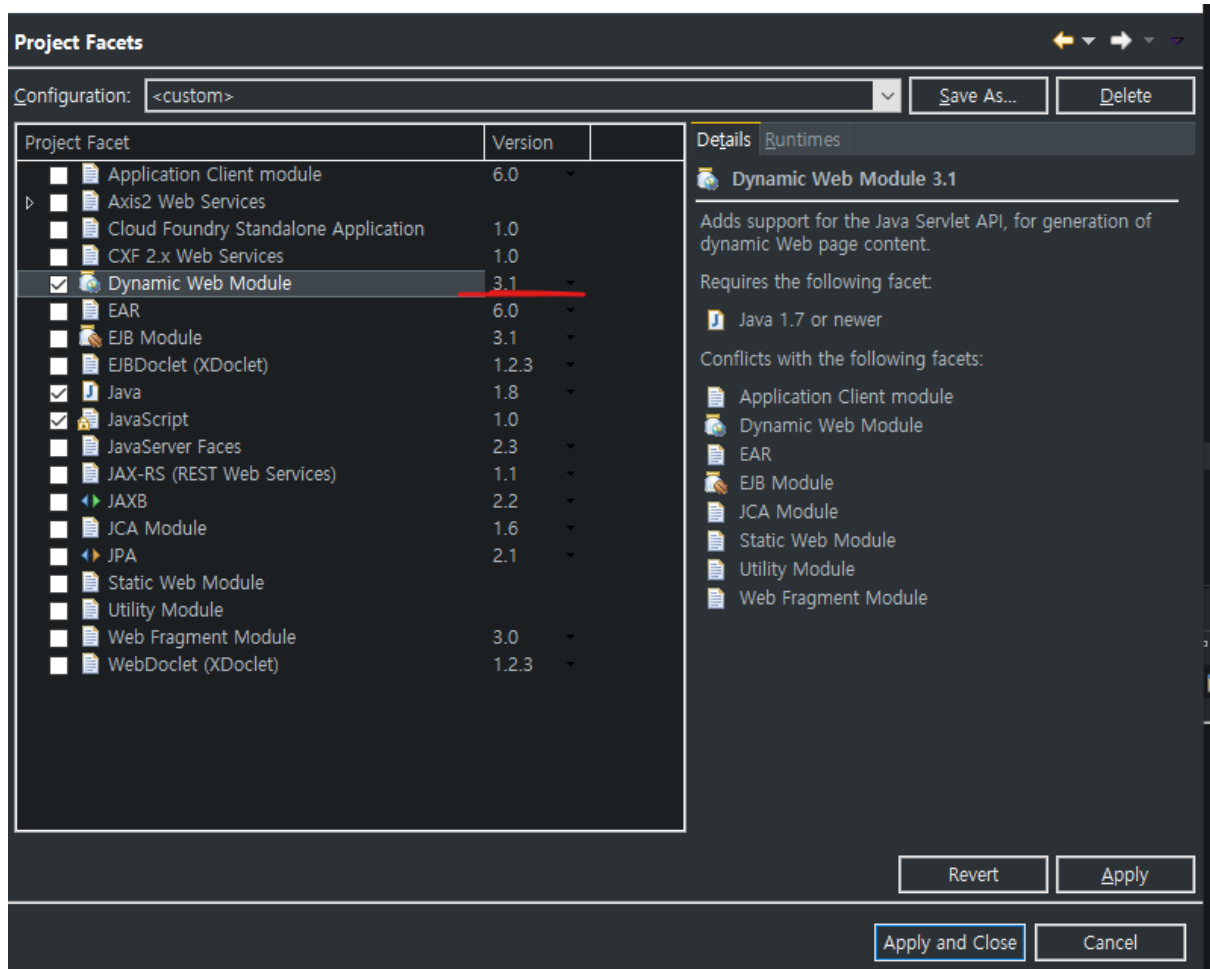 Project Facets
Configuration: <custom> Save As... Delete
Project Facet Version
Application Client module 6.0
Axis2 Web Services
Cloud Foundry Standalone Application 1.0
CXF 2.x Web Services 1.0
Dynamic Web Module 3.1
EAR 6.0
EJB Module 3.1
EJBDoclet (XDoclet) 1.2.3
Java 1.8
JavaScript 1.0
JavaServer Faces 2.3
JAX-RS (REST Web Services) 1.1
JAXB 2.2
JCA Module 1.6
JPA 2.1
Static Web Module
Utility Module
Web Fragment Module 3.0
WebDoclet (XDoclet) 1.2.3
Details Runtimes
Dynamic Web Module 3.1
Adds support for the Java Servlet API, for generation of
dynamic Web page content.
Requires the following facet:
Java 1.7 or newer
Conflicts with the following facets:
Application Client module
Dynamic Web Module
EAR
EJB Module
JCA Module
Static Web Module
Utility Module
Web Fragment Module
Revert Apply
Apply and Close Cancel